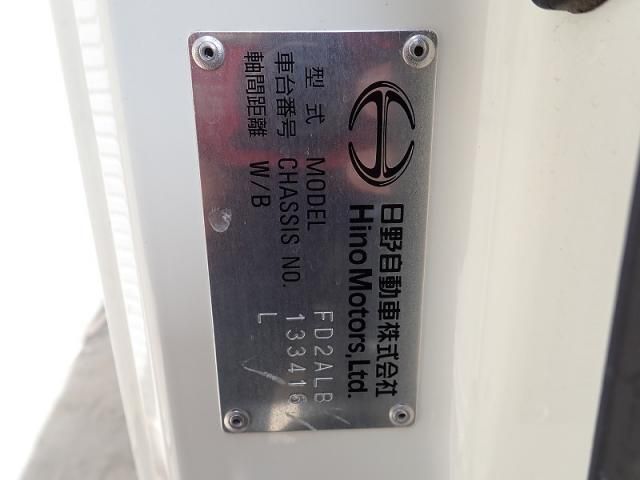 日野自動車株式会社
Hino Motors, Ltd.
型式 MODEL FD2ALB
車台番号 CHASSIS NO. 133416
軸間距離 W/B L